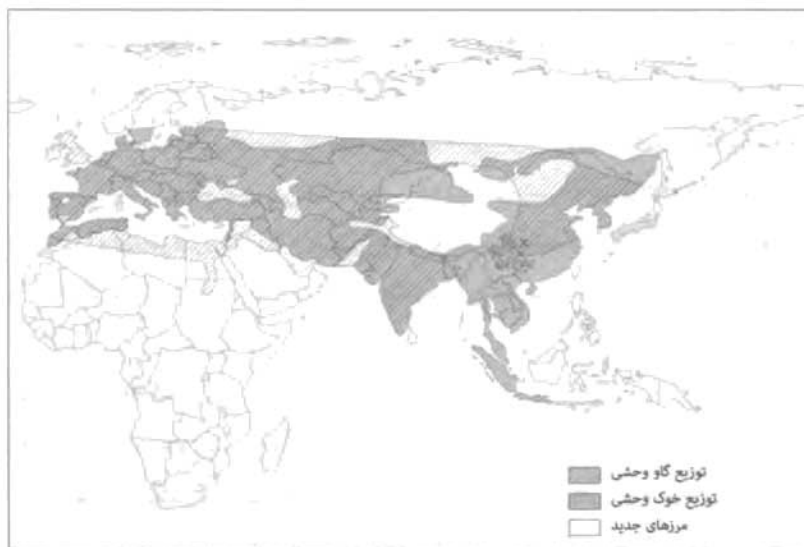 توزیع گاو وحشی
توزیع خوک وحشی
مرزهای جدید